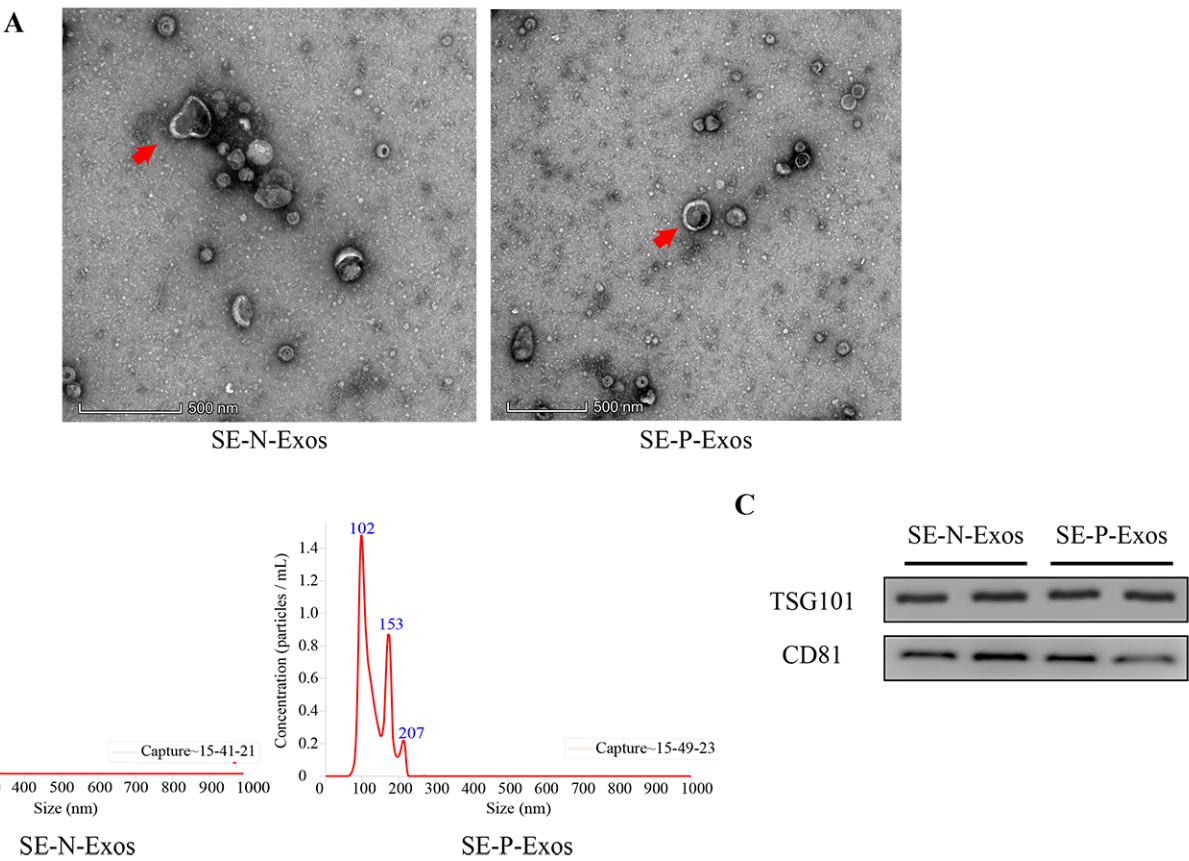 A
500 nm
500 nm
SE-N-Exos
SE-P-Exos
C
SE-N-Exos SE-P-Exos
TSG101
CD81
Capture~15-41-21
400 500 600 700 800 900 1000
Size (nm)
SE-N-Exos
Concentration (particles / mL)
1.4
1.2
1.0
0.8
0.6
0.4
0.2
0
102
153
207
Capture~15-49-23
0 100 200 300 400 500 600 700 800 900 1000
Size (nm)
SE-P-Exos